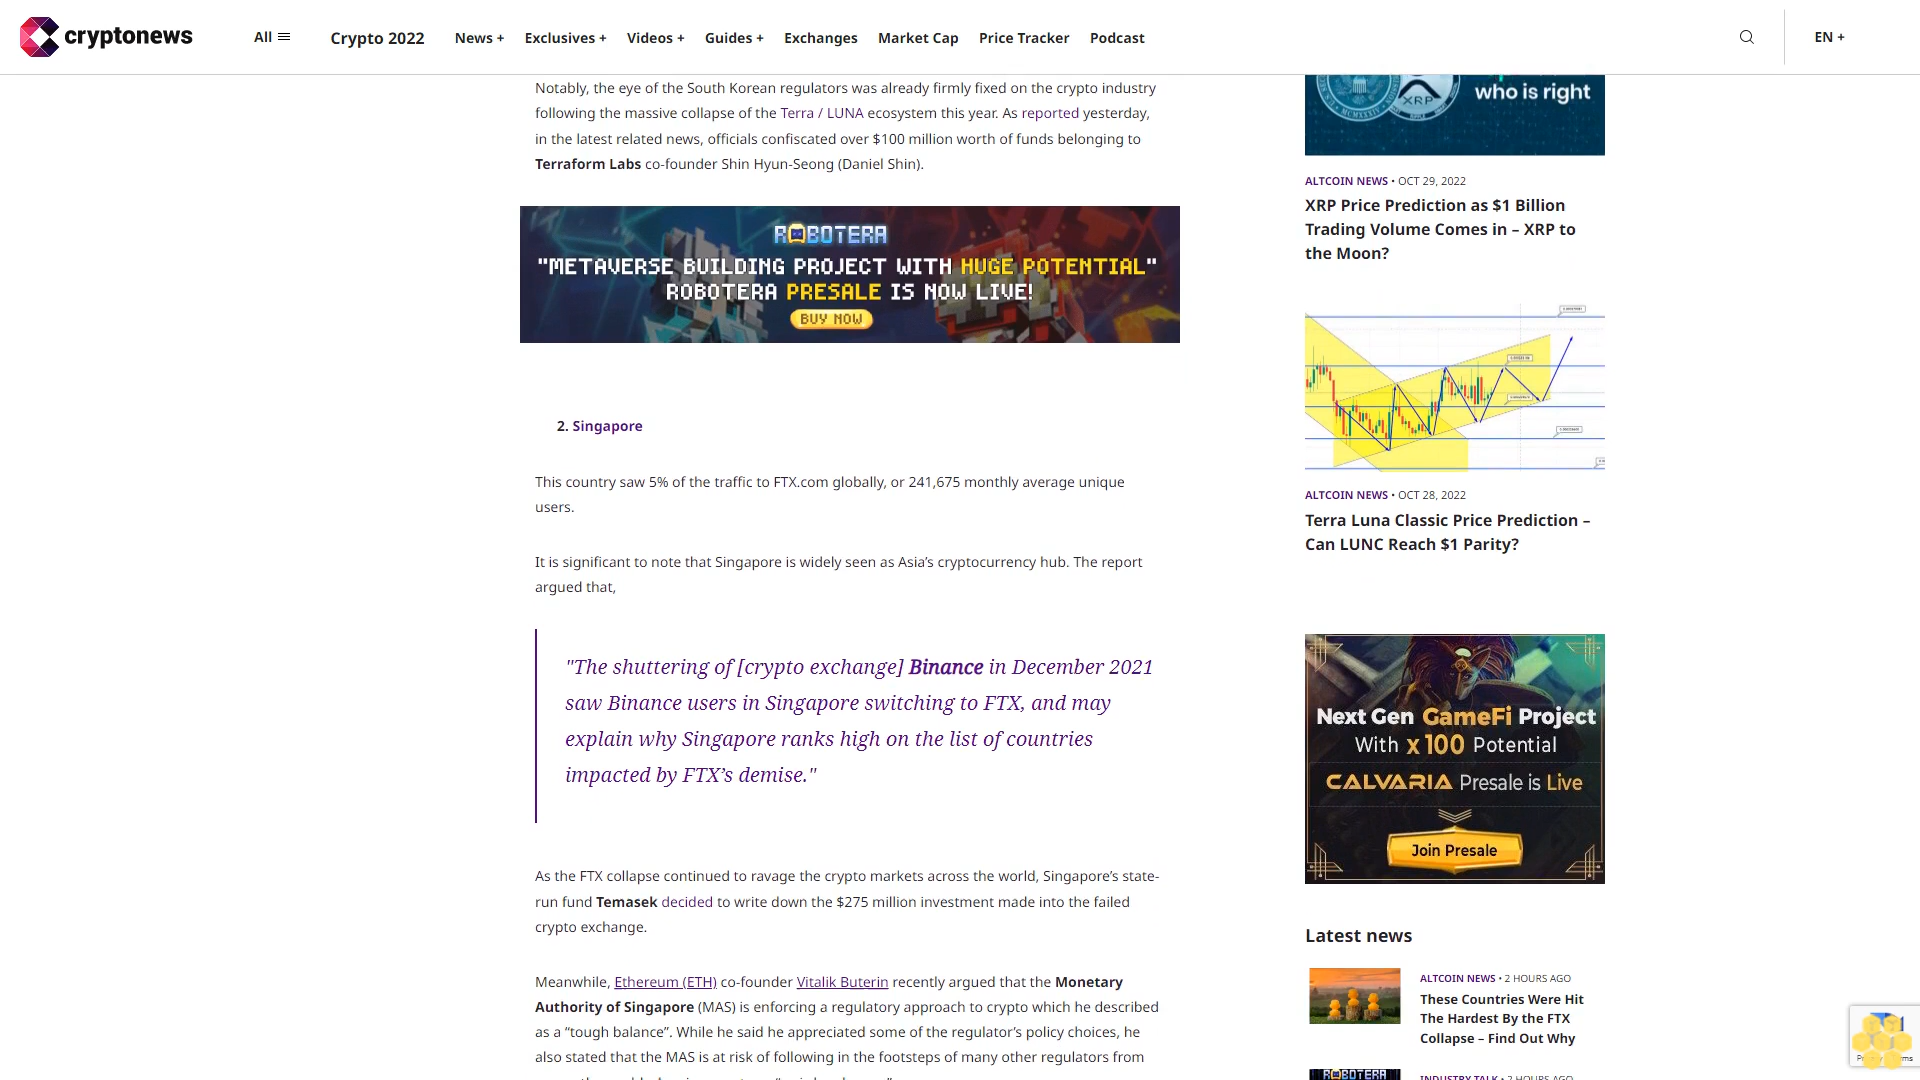 cryptonews
All
Crypto 2022
News +
Exclusives +
Videos +
Guides +
Exchanges
Market Cap
Price Tracker
Podcast
EN +
Notably, the eye of the South Korean regulators was already firmly fixed on the crypto industry
following the massive collapse of the Terra / LUNA ecosystem this year. As reported yesterday,
in the latest related news, officials confiscated over $100 million worth of funds belonging to
Terraform Labs co-founder Shin Hyun-Seong (Daniel Shin).
ROBOTERA
"METAVERSE BUILDING PROJECT WITH HUGE POTENTIAL"
ROBOTERA PRESALE IS NOW LIVE!
BUY NOW
2. Singapore
This country saw 5% of the traffic to FTX.com globally, or 241,675 monthly average unique
users.
It is significant to note that Singapore is widely seen as Asia’s cryptocurrency hub. The report
argued that,
"The shuttering of [crypto exchange] Binance in December 2021
saw Binance users in Singapore switching to FTX, and may
explain why Singapore ranks high on the list of countries
impacted by FTX’s demise."
As the FTX collapse continued to ravage the crypto markets across the world, Singapore’s state-
run fund Temasek decided to write down the $275 million investment made into the failed
crypto exchange.
Meanwhile, Ethereum (ETH) co-founder Vitalik Buterin recently argued that the Monetary
Authority of Singapore (MAS) is enforcing a regulatory approach to crypto which he described
as a “tough balance”. While he said he appreciated some of the regulator’s policy choices, he
also stated that the MAS is at risk of following in the footsteps of many other regulators from
who is right
XRP
ALTCOIN NEWS • OCT 29, 2022
XRP Price Prediction as $1 Billion
Trading Volume Comes in – XRP to
the Moon?
ALTCOIN NEWS • OCT 28, 2022
Terra Luna Classic Price Prediction –
Can LUNC Reach $1 Parity?
Next Gen GameFi Project
With x100 Potential
CALVARIA Presale is Live
Join Presale
Latest news
ALTCOIN NEWS • 2 HOURS AGO
These Countries Were Hit
The Hardest By the FTX
Collapse – Find Out Why
ROBOTERA
INDUSTRY TALK • 2 HOURS AGO